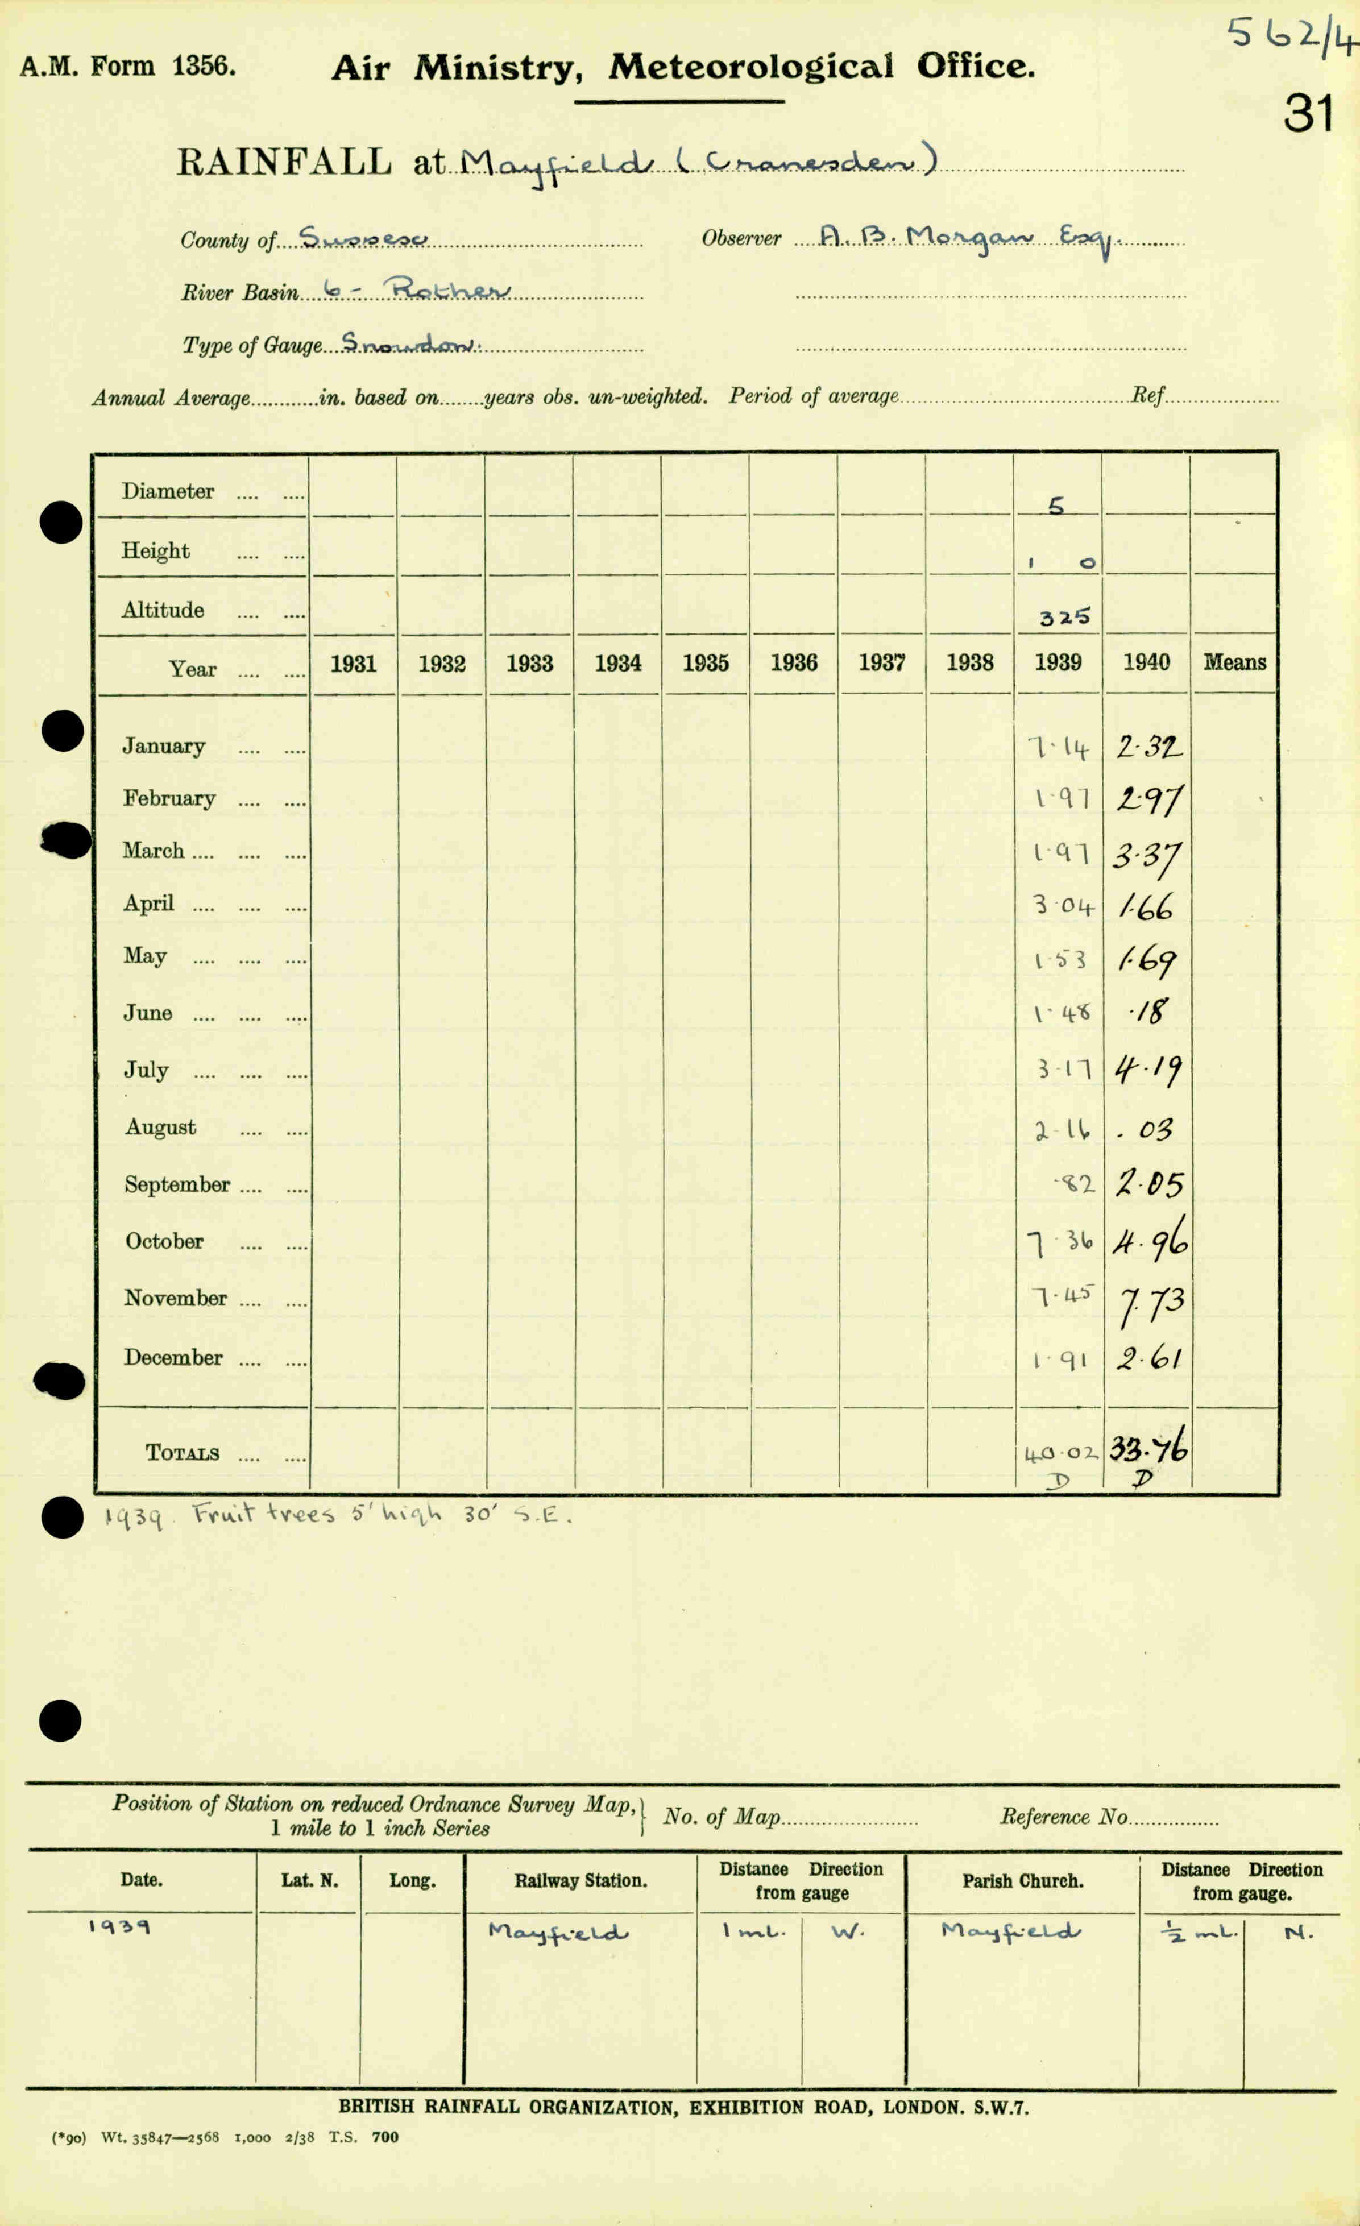 562/4
A.M. Form 1356. Air Ministry, Meteorological Office.
31
RAINFALL at Mayfield (Cranesden)
County of Sussex Observer A. B. Morgan Esq.
River Basin 6 - Rother
Type of Gauge Snowdon.
Annual Average............in. based on.......years obs. un-weighted. Period of average.................... Ref....................
Diameter .... .... 5
Height .... .... 1 0
Altitude .... .... 325
Year .... .... 1931 1932 1933 1934 1935 1936 1937 1938 1939 1940 Means
January .... .... 7·14 2·32
February .... .... 1·97 2·97
March .... .... .... 1·97 3·37
April .... .... .... 3·04 1·66
May .... .... .... 1·53 1·69
June .... .... .... 1·48 ·18
July .... .... .... 3·17 4·19
August .... .... 2·16 . 03
September .... .... ·82 2·05
October .... .... 7·36 4·96
November .... .... 7·45 7.73
December .... .... 1·91 2·61
TOTALS .... .... 40·02 33·76
D D
1939. Fruit trees 5' high 30' S.E.
Position of Station on reduced Ordnance Survey Map,} No. of Map........................ Reference No..................
1 mile to 1 inch Series
Date. Lat. N. Long. Railway Station. Distance Direction from gauge Parish Church. Distance Direction from gauge.
1939 Mayfield 1 ml. W. Mayfield ½ ml. N.
BRITISH RAINFALL ORGANIZATION, EXHIBITION ROAD, LONDON. S.W.7.
(*90) Wt. 35847—2568 1,000 2/38 T.S. 700